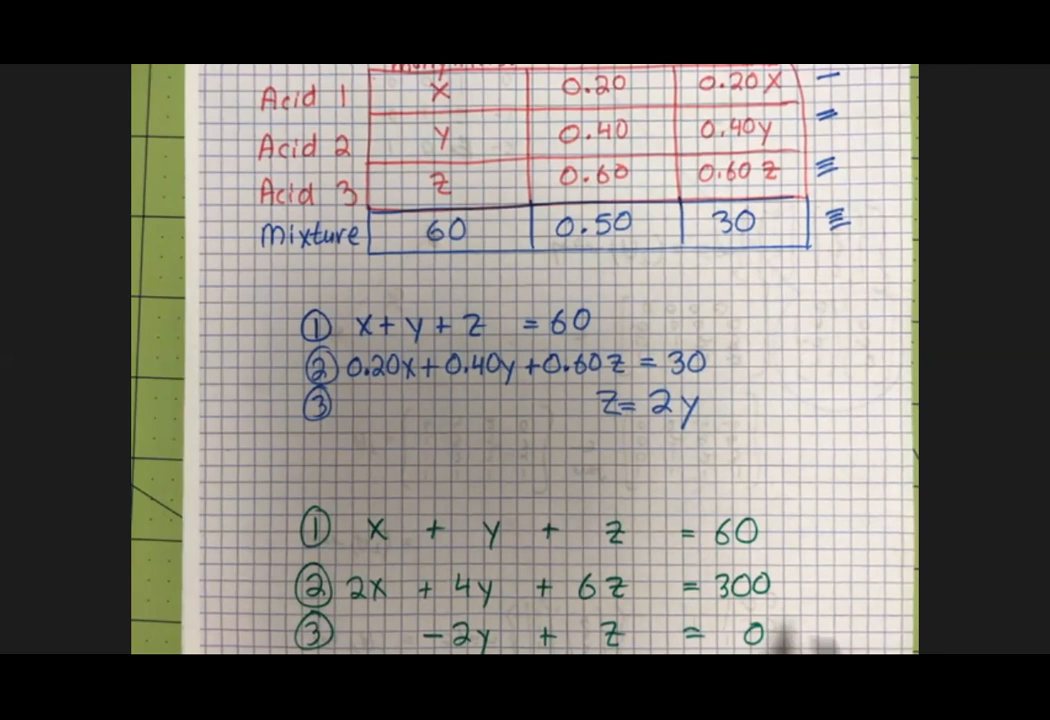 Acid 1 X 0.20 0.20X
Acid 2 Y 0.40 0.40y
Acid 3 Z 0.60 0.60 Z
Mixture 60 0.50 30
① x + y + z = 60
② 0.20x + 0.40y + 0.60z = 30
③ z = 2y
① x + y + z = 60
② 2x + 4y + 6z = 300
③ -2y + z = 0